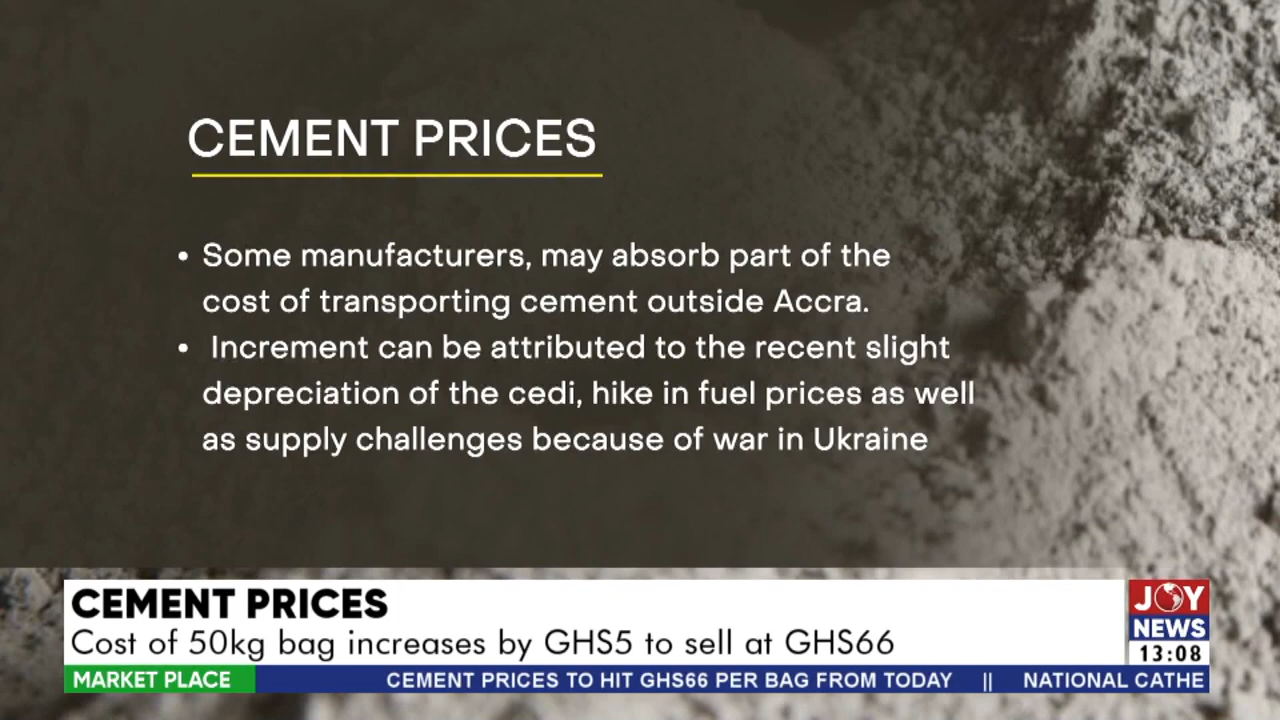 CEMENT PRICES
• Some manufacturers, may absorb part of the
cost of transporting cement outside Accra.
• Increment can be attributed to the recent slight
depreciation of the cedi, hike in fuel prices as well
as supply challenges because of war in Ukraine
CEMENT PRICES
Cost of 50kg bag increases by GHS5 to sell at GHS66
JOY
NEWS
13:08
MARKET PLACE
CEMENT PRICES TO HIT GHS66 PER BAG FROM TODAY || NATIONAL CATHE